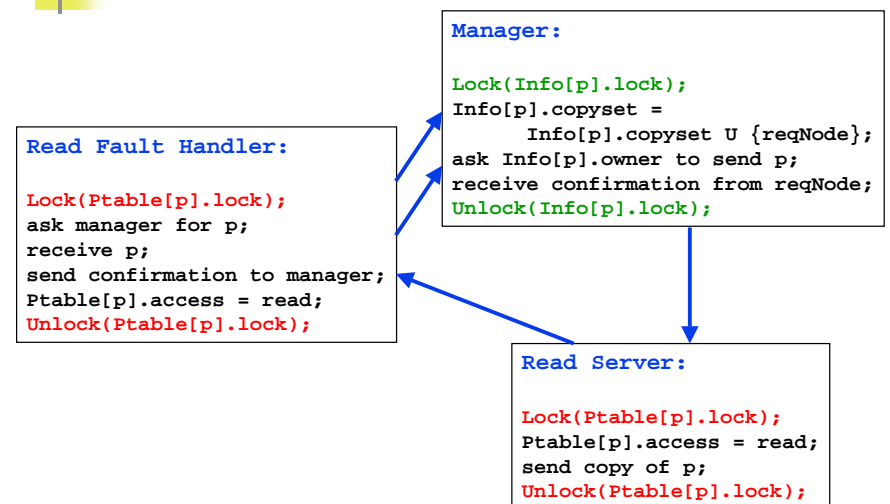 Manager:
Lock(Info[p].lock);
Info[p].copyset =
Info[p].copyset U {reqNode};
ask Info[p].owner to send p;
receive confirmation from reqNode;
Unlock(Info[p].lock);
Read Fault Handler:
Lock(Ptable[p].lock);
ask manager for p;
receive p;
send confirmation to manager;
Ptable[p].access = read;
Unlock(Ptable[p].lock);
Read Server:
Lock(Ptable[p].lock);
Ptable[p].access = read;
send copy of p;
Unlock(Ptable[p].lock);